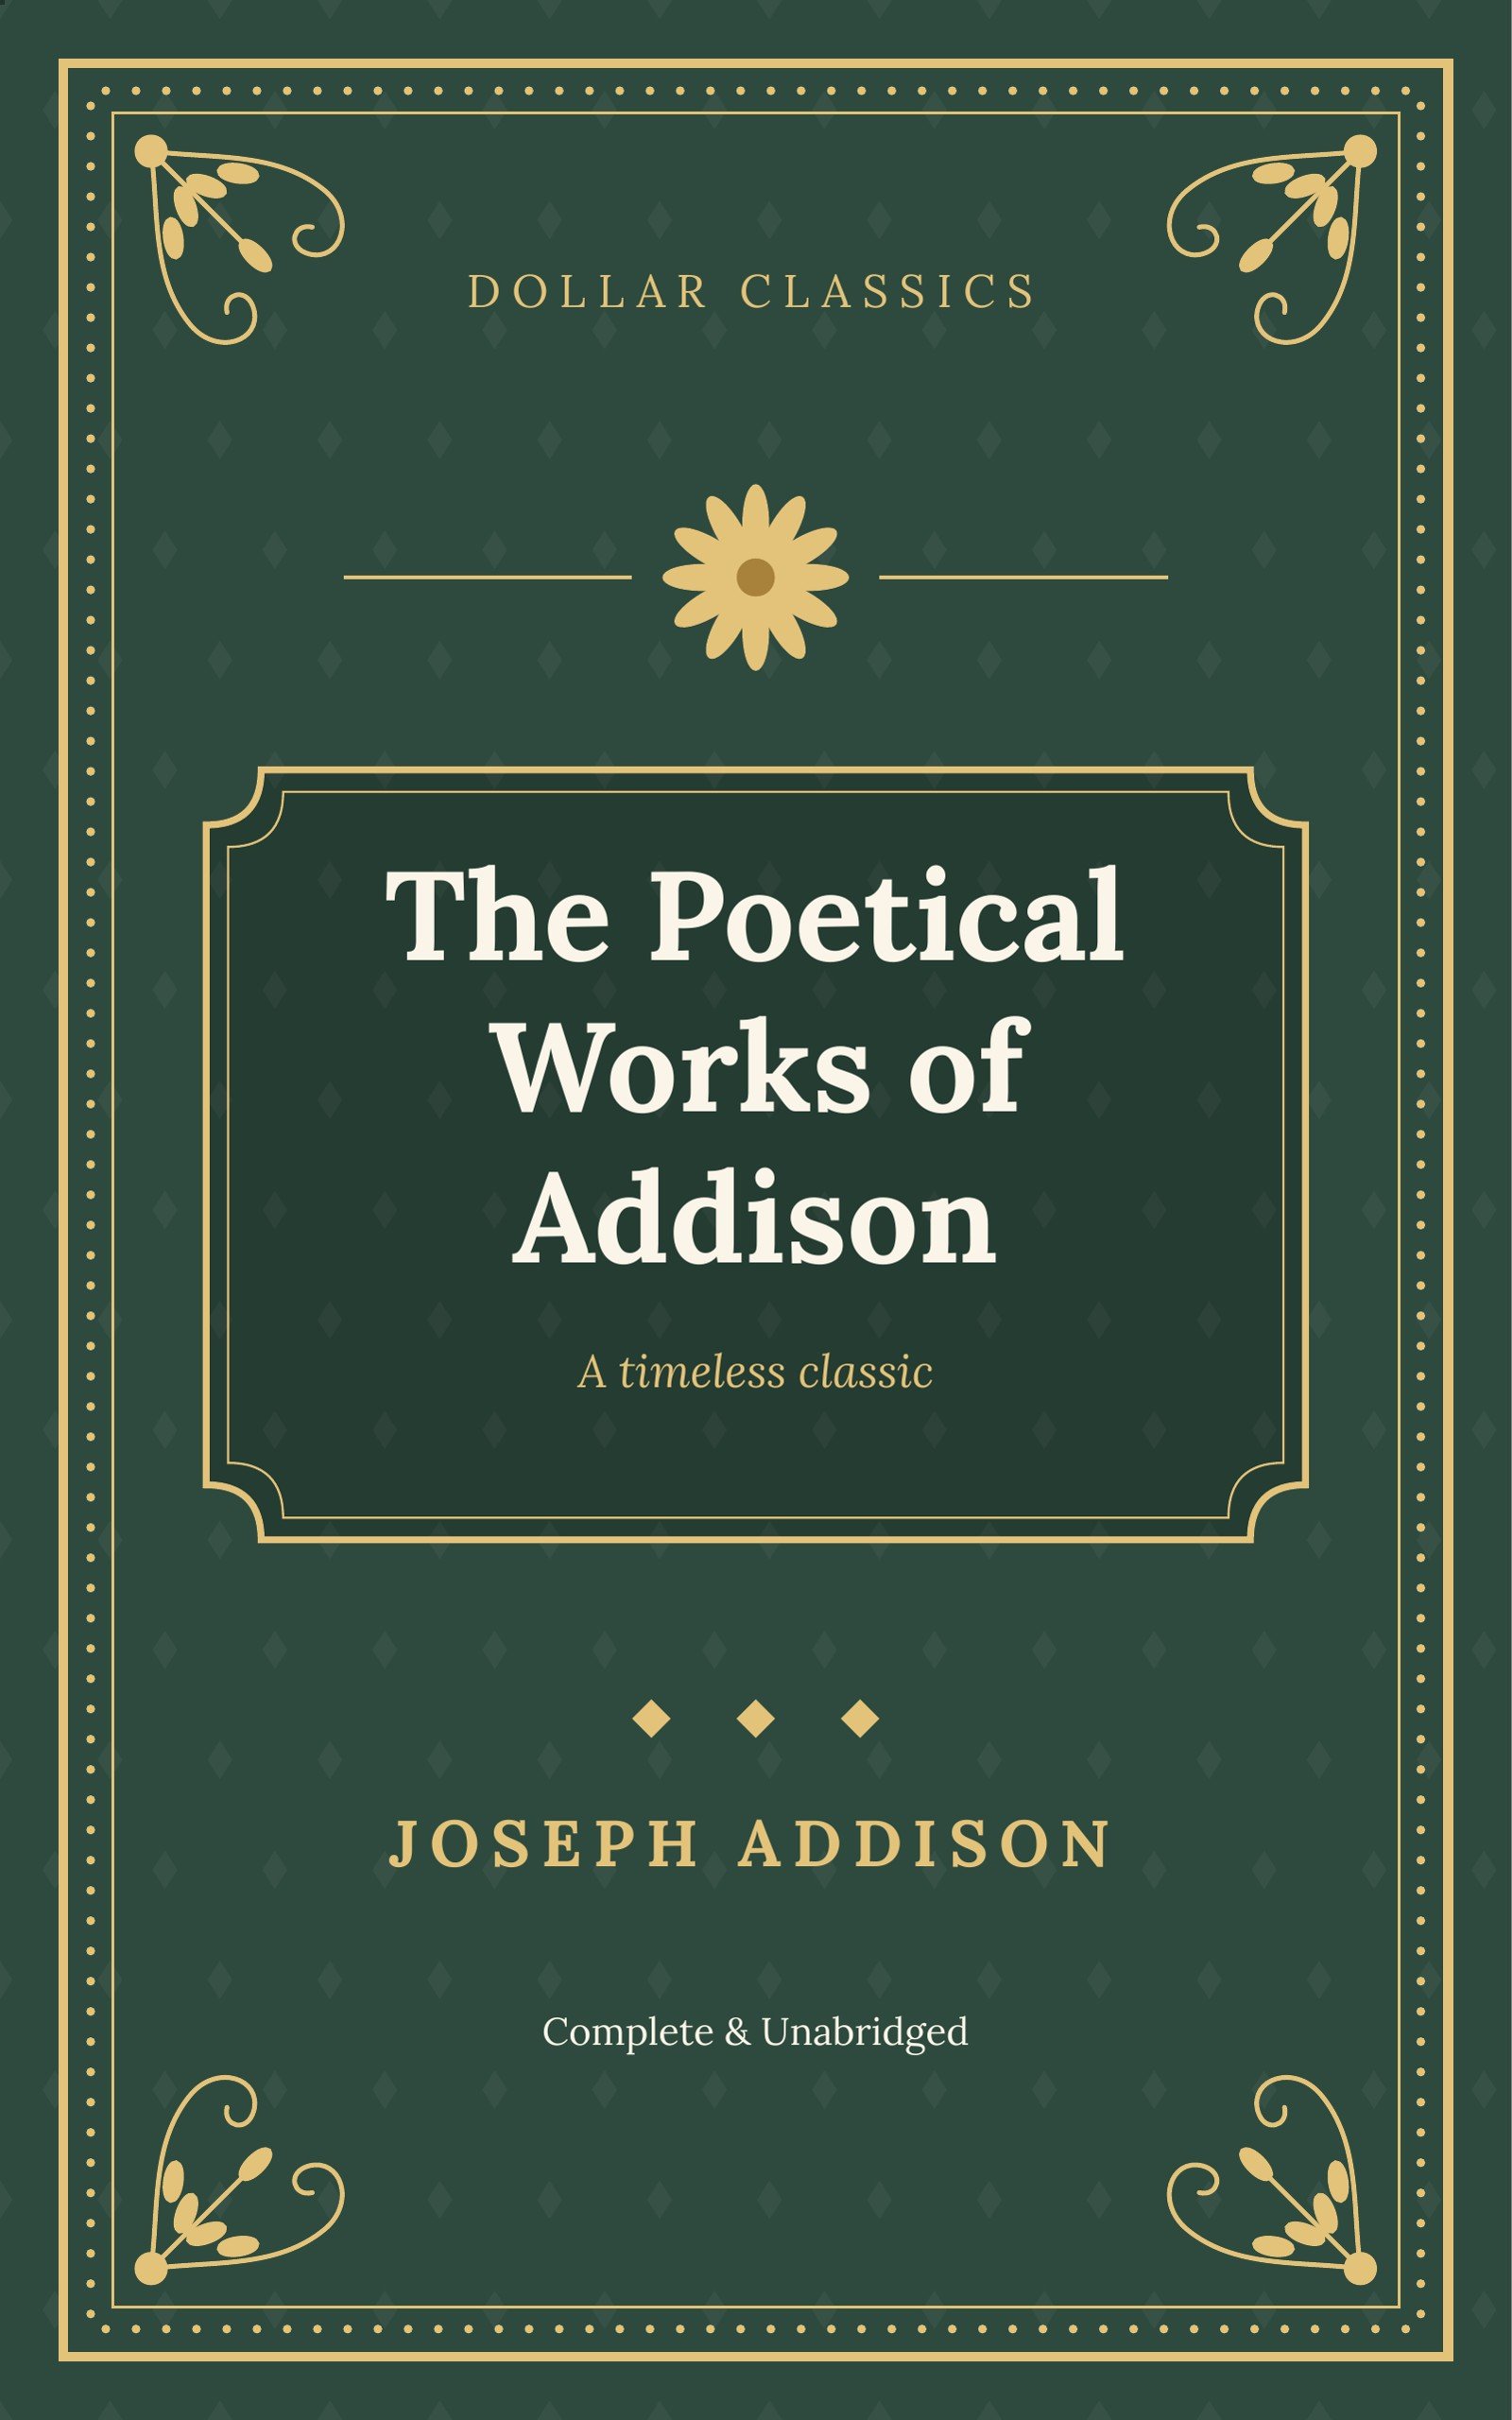 DOLLAR CLASSICS
The Poetical
Works of
Addison
A timeless classic
JOSEPH ADDISON
Complete & Unabridged